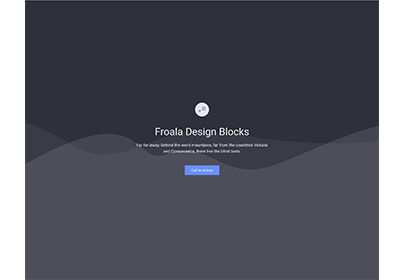 Froala Design Blocks
Far far away, behind the word mountains, far from the countries Vokalia
and Consonantia, there live the blind texts.
Call to Action